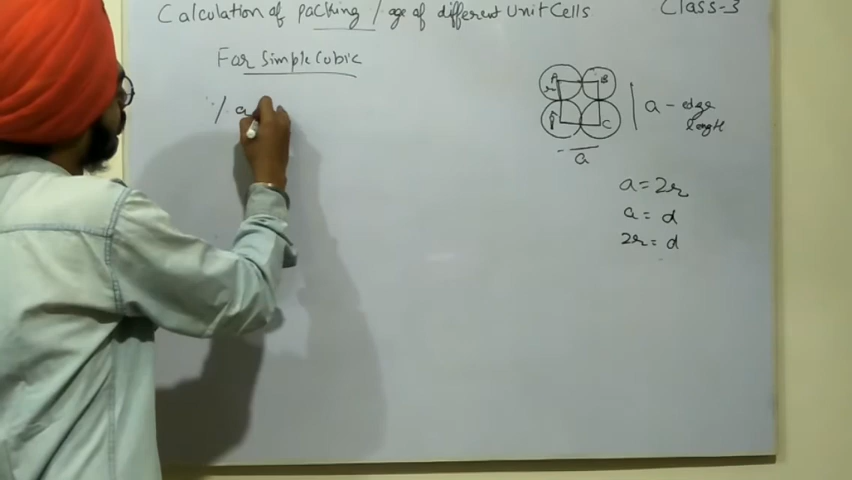 Calculation of packing %age of different Unit Cells
Class-3
For Simple Cubic
%a
A B
r
C
a - edge
length
a
a = 2r
a = d
2r = d